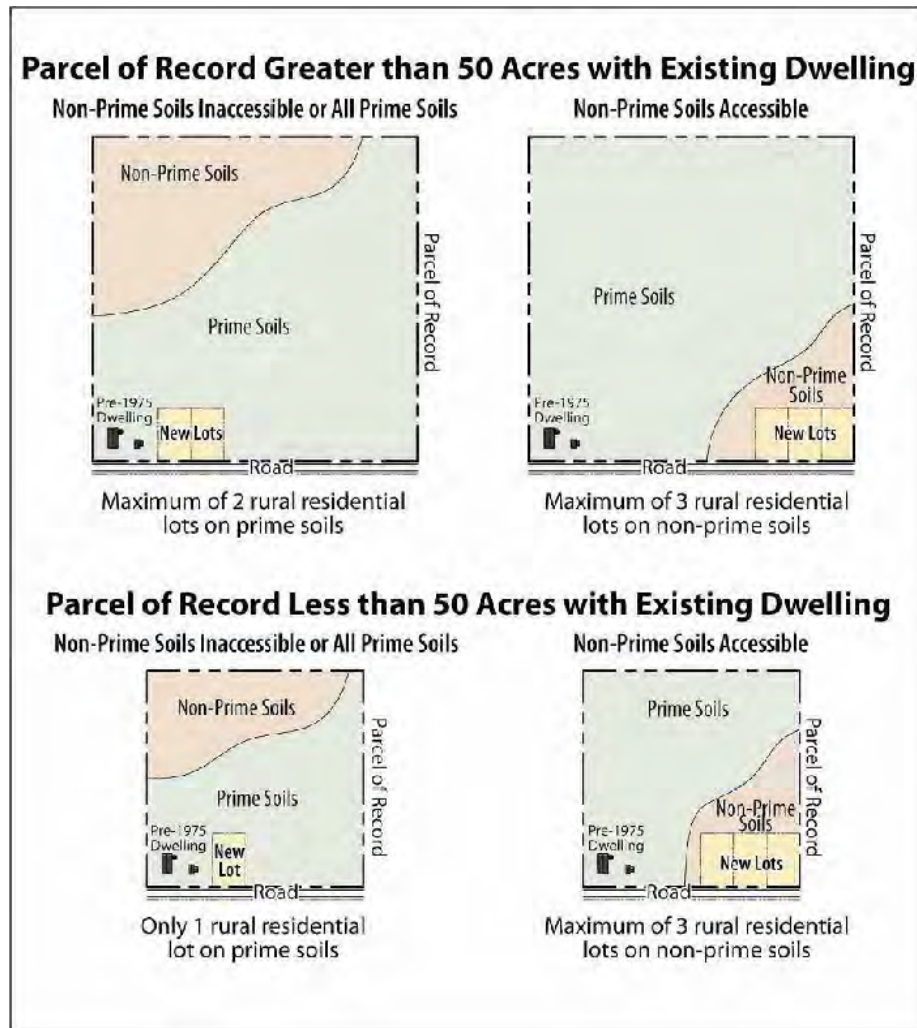 Parcel of Record Greater than 50 Acres with Existing Dwelling
Non-Prime Soils Inaccessible or All Prime Soils
Non-Prime Soils
Prime Soils
Parcel of Record
Pre-1975
Dwelling
New Lots
Road
Maximum of 2 rural residential
lots on prime soils
Non-Prime Soils Accessible
Prime Soils
Parcel of Record
Non-Prime
Soils
Pre-1975
Dwelling
New Lots
Road
Maximum of 3 rural residential
lots on non-prime soils
Parcel of Record Less than 50 Acres with Existing Dwelling
Non-Prime Soils Inaccessible or All Prime Soils
Non-Prime Soils
Prime Soils
Parcel of Record
Pre-1975
Dwelling
New
Lot
Road
Only 1 rural residential
lot on prime soils
Non-Prime Soils Accessible
Prime Soils
Parcel of Record
Non-Prime
Soils
Pre-1975
Dwelling
New Lots
Road
Maximum of 3 rural residential
lots on non-prime soils